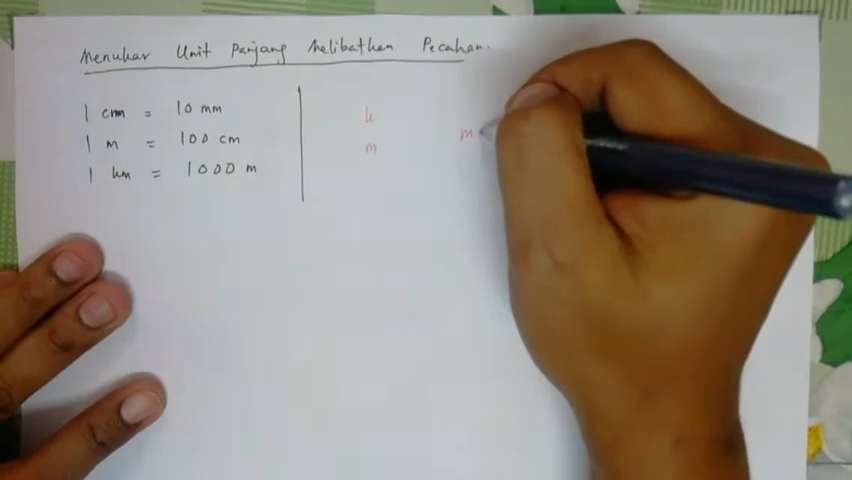 Menukar Unit Panjang Melibatkan Pecahan.
1 cm = 10 mm
1 m = 100 cm
1 km = 1000 m
k
m
m